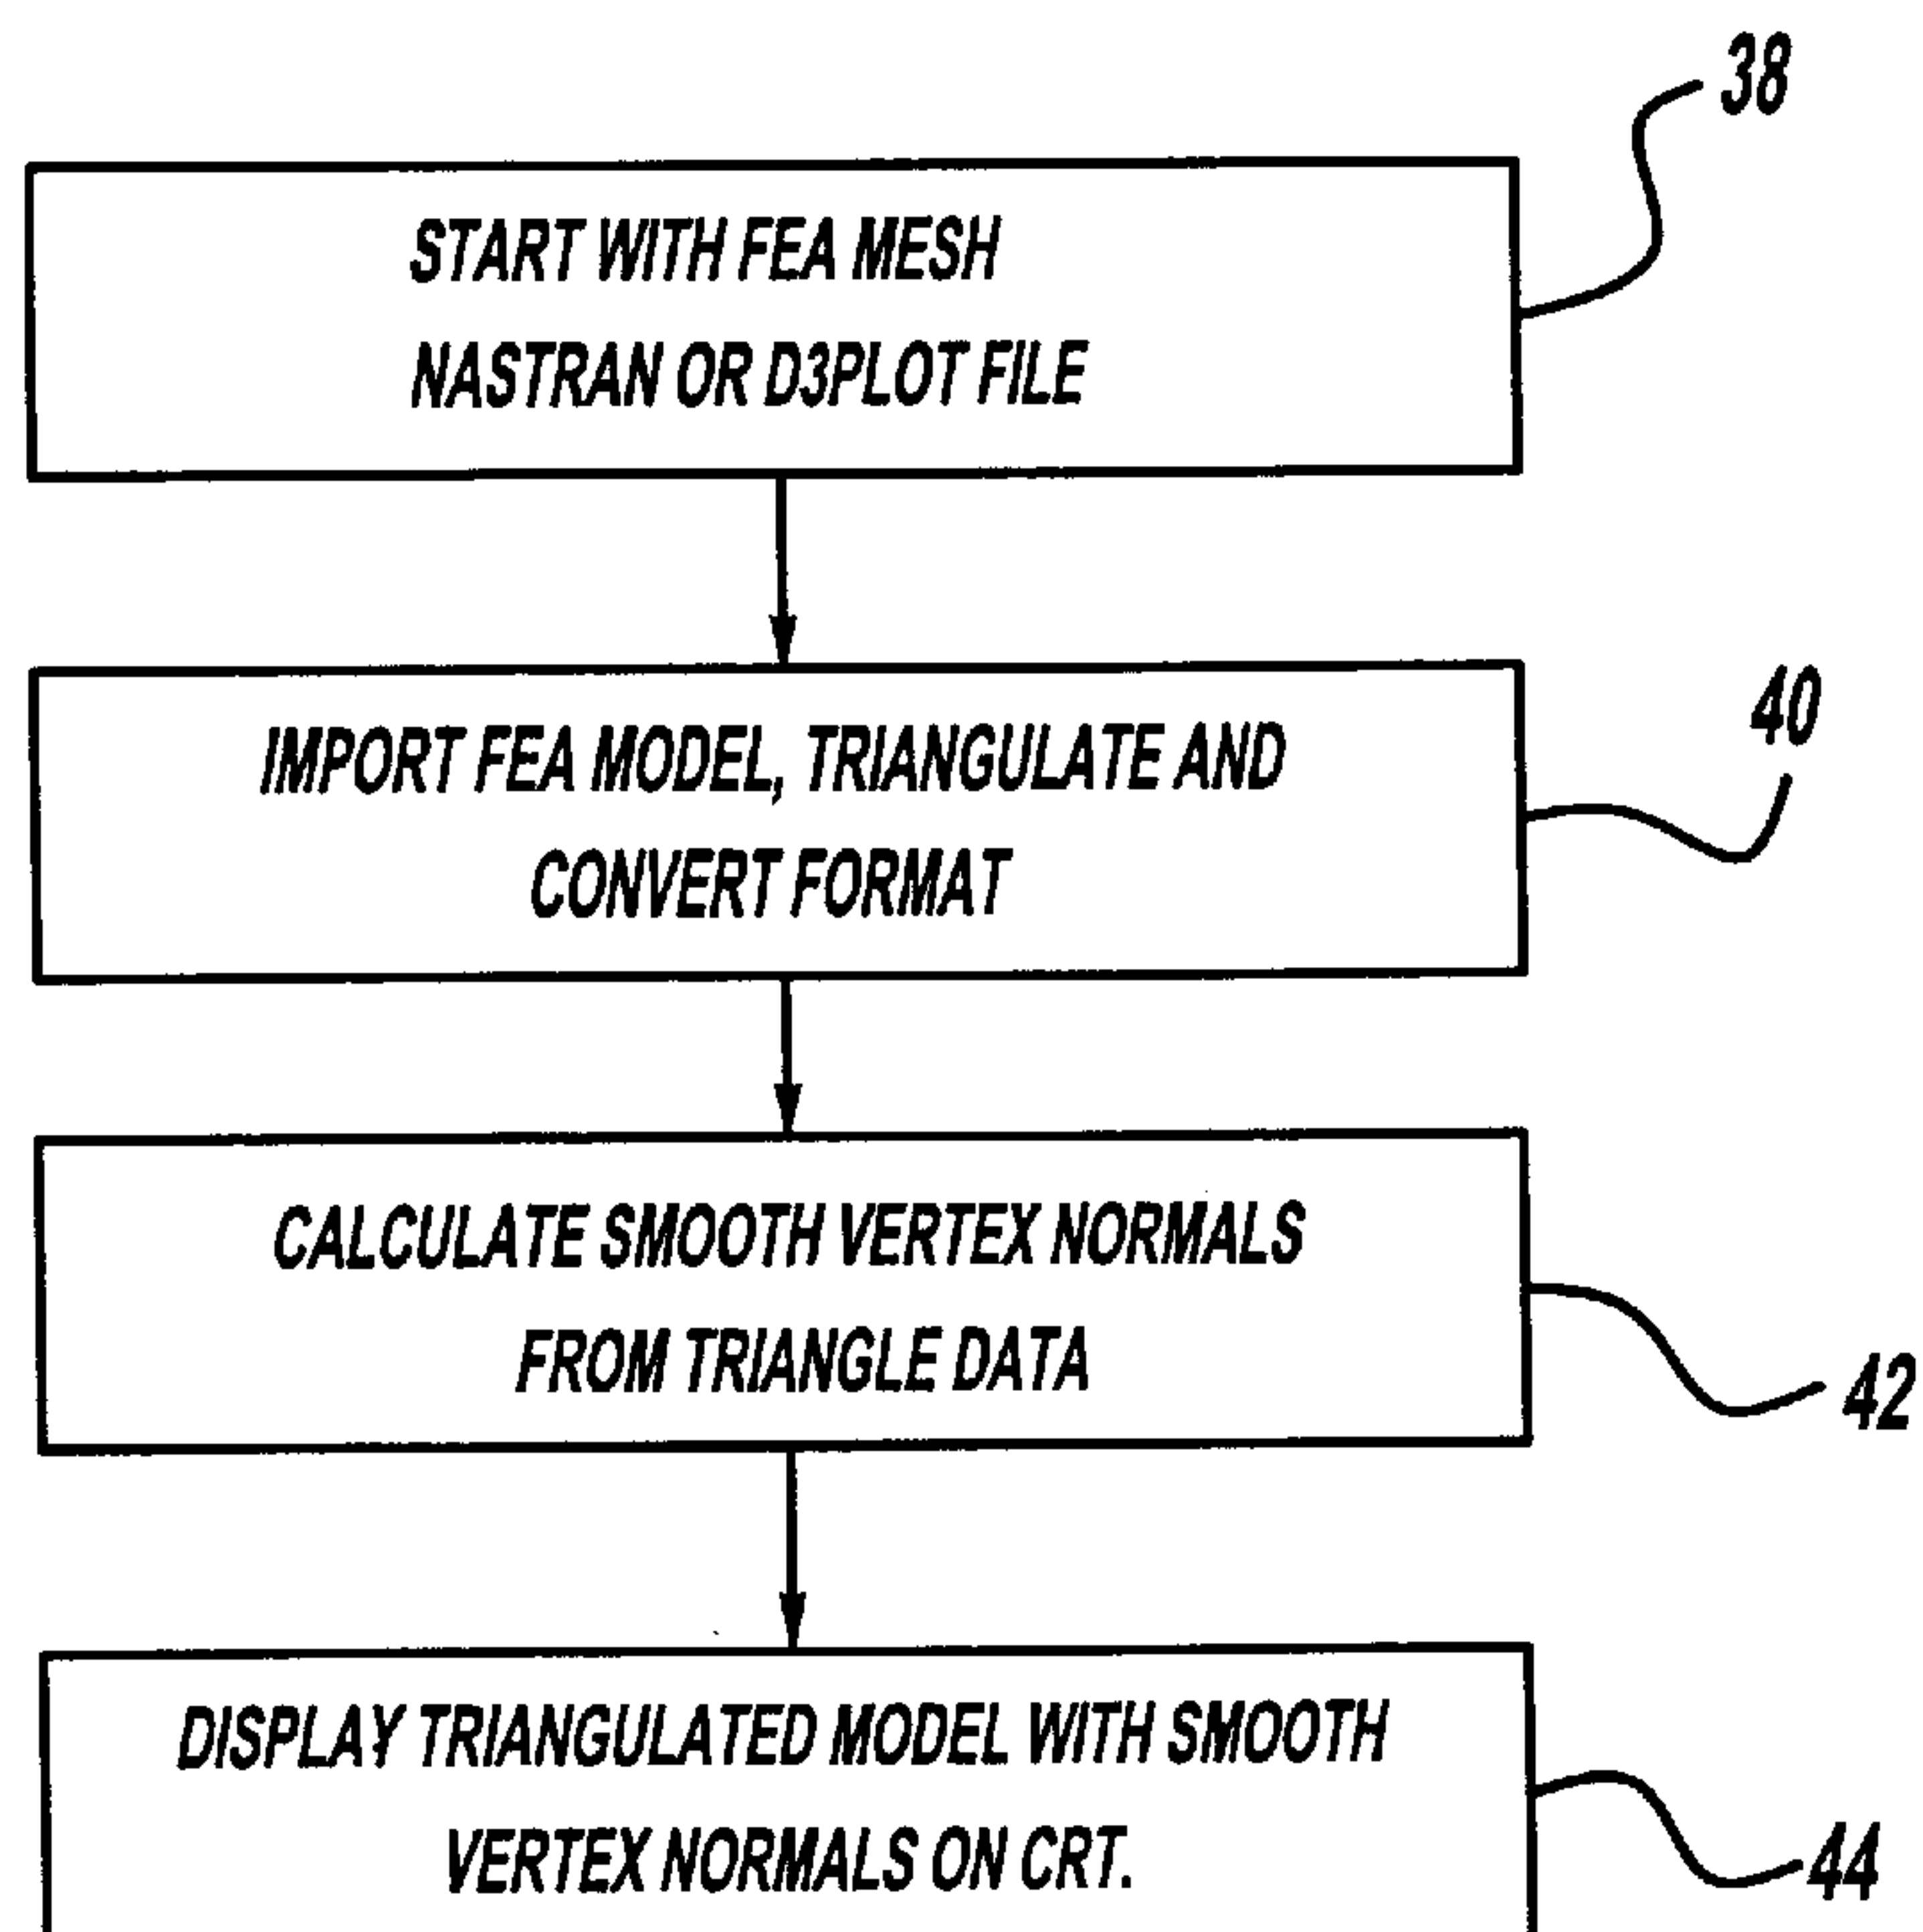 38
START WITH FEA MESH
NASTRAN OR D3PLOT FILE
40
IMPORT FEA MODEL, TRIANGULATE AND
CONVERT FORMAT
CALCULATE SMOOTH VERTEX NORMALS
FROM TRIANGLE DATA
42
DISPLAY TRIANGULATED MODEL WITH SMOOTH
VERTEX NORMALS ON CRT.
44